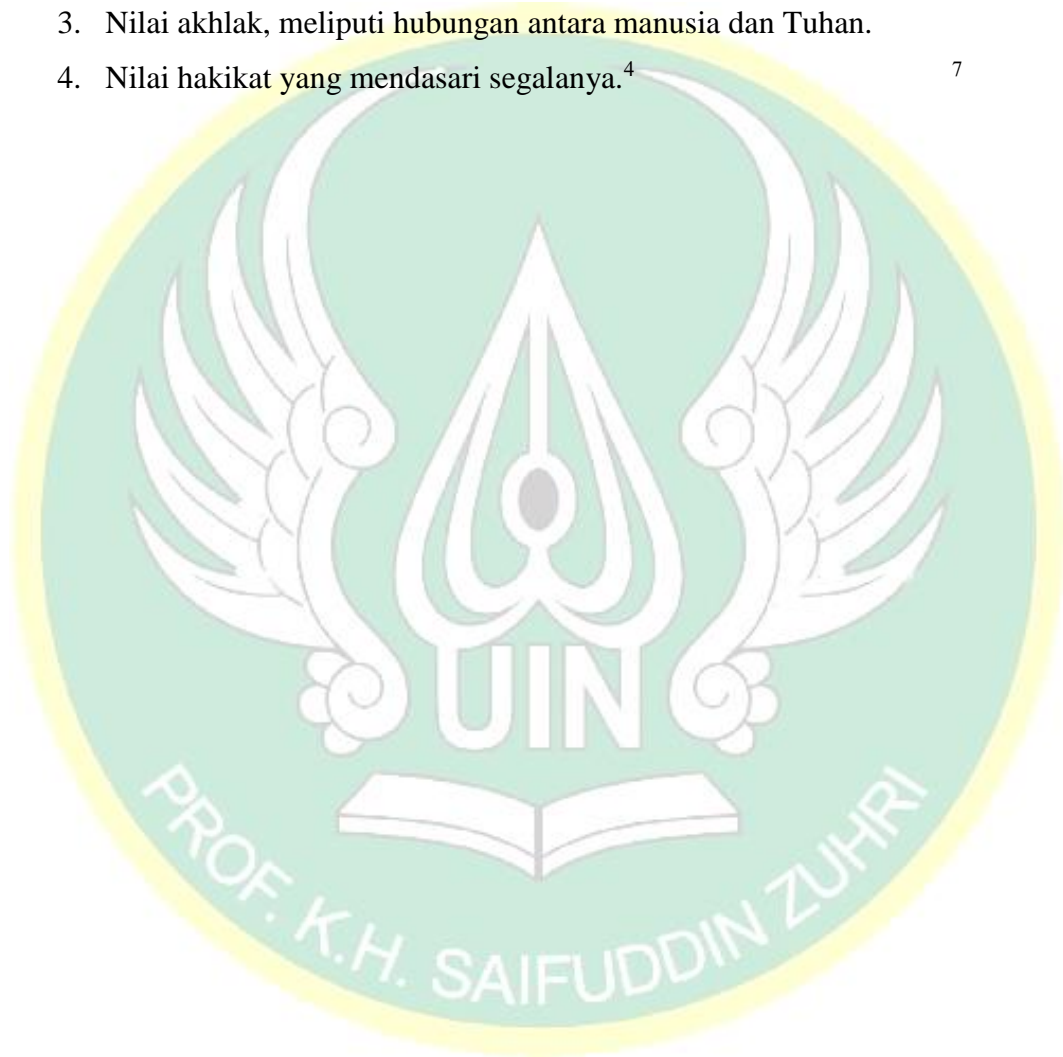 3. Nilai akhlak, meliputi hubungan antara manusia dan Tuhan.
4. Nilai hakikat yang mendasari segalanya.⁴ ⁷
UIN
PROF. K.H. SAIFUDDIN ZUHRI